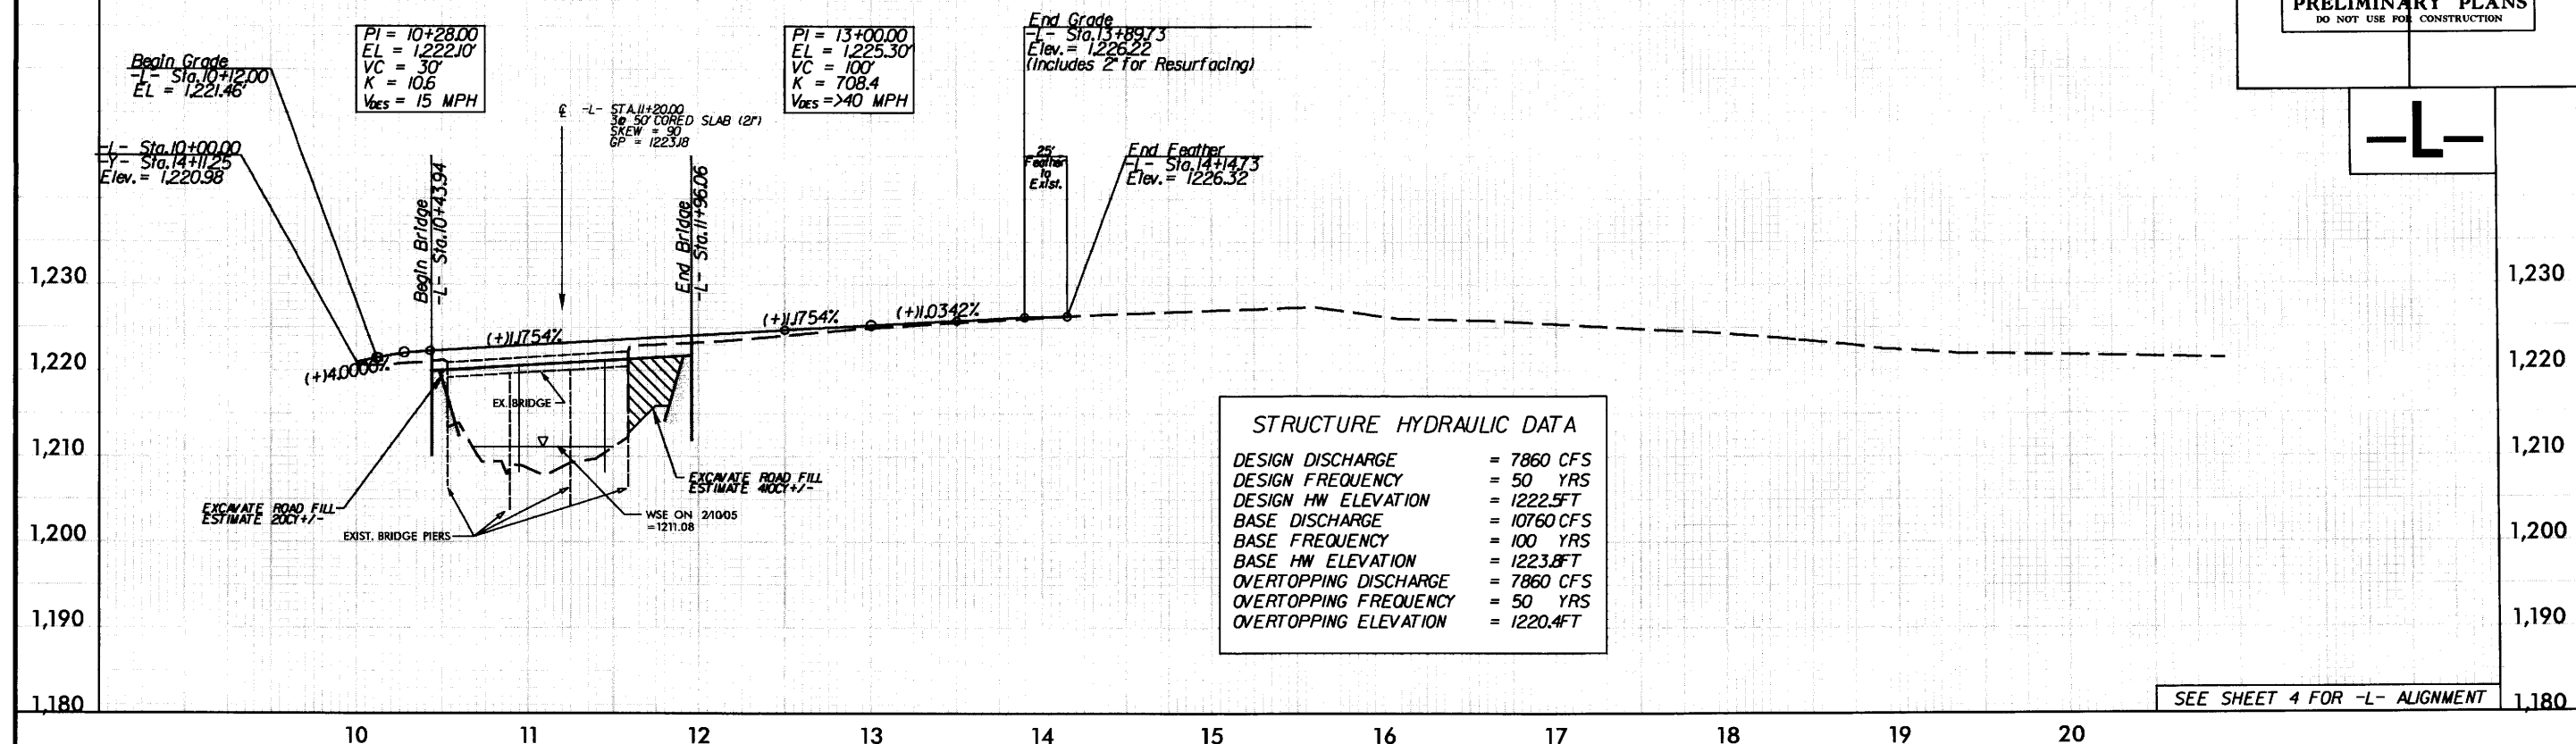 PRELIMINARY PLANS
DO NOT USE FOR CONSTRUCTION
-L-
Begin Grade
-L- Sta.10+12.00
EL = 1,221.46'
-L- Sta.10+00.00
-Y- Sta.14+11.25
Elev.= 1,220.98
PI = 10+28.00
EL = 1,222.10'
VC = 30'
K = 10.6
VDES = 15 MPH
℄ -L- STA.11+20.00
3@ 50' CORED SLAB (21")
SKEW = 90
GP = 1223.18
PI = 13+00.00
EL = 1,225.30'
VC = 100'
K = 708.4
VDES =>40 MPH
End Grade
-L- Sta.13+89.73
Elev.= 1,226.22
(Includes 2" for Resurfacing)
25'
Feather
to
Exist.
End Feather
-L- Sta.14+14.73
Elev.= 1226.32
Begin Bridge
-L- Sta.10+43.94
End Bridge
-L- Sta.11+96.06
(+)4.0000%
(+)1.1754%
(+)1.1754%
(+)1.0342%
EX. BRIDGE
EXCAVATE ROAD FILL
ESTIMATE 20CY+/-
EXIST. BRIDGE PIERS
WSE ON 2/10/05
=1211.08
EXCAVATE ROAD FILL
ESTIMATE 410CY+/-
STRUCTURE HYDRAULIC DATA
DESIGN DISCHARGE = 7860 CFS
DESIGN FREQUENCY = 50 YRS
DESIGN HW ELEVATION = 1222.5FT
BASE DISCHARGE = 10760 CFS
BASE FREQUENCY = 100 YRS
BASE HW ELEVATION = 1223.8FT
OVERTOPPING DISCHARGE = 7860 CFS
OVERTOPPING FREQUENCY = 50 YRS
OVERTOPPING ELEVATION = 1220.4FT
SEE SHEET 4 FOR -L- ALIGNMENT
1,230
1,220
1,210
1,200
1,190
1,180
1,230
1,220
1,210
1,200
1,190
1,180
10 11 12 13 14 15 16 17 18 19 20